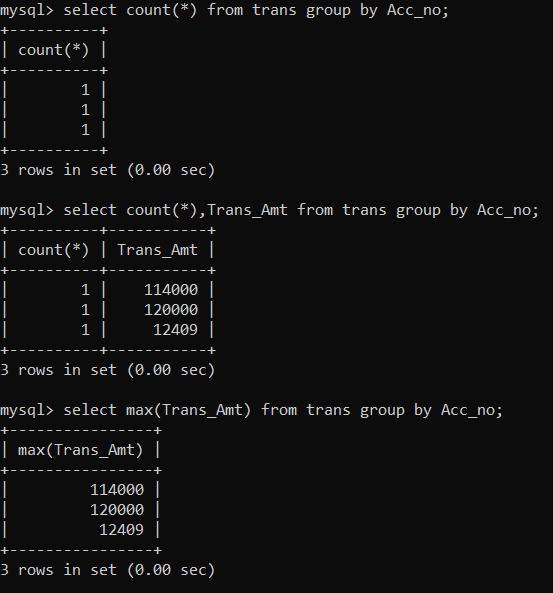 mysql> select count(*) from trans group by Acc_no;
+----------+
| count(*) |
+----------+
|        1 |
|        1 |
|        1 |
+----------+
3 rows in set (0.00 sec)

mysql> select count(*),Trans_Amt from trans group by Acc_no;
+----------+-----------+
| count(*) | Trans_Amt |
+----------+-----------+
|        1 |    114000 |
|        1 |    120000 |
|        1 |     12409 |
+----------+-----------+
3 rows in set (0.00 sec)

mysql> select max(Trans_Amt) from trans group by Acc_no;
+----------------+
| max(Trans_Amt) |
+----------------+
|         114000 |
|         120000 |
|          12409 |
+----------------+
3 rows in set (0.00 sec)